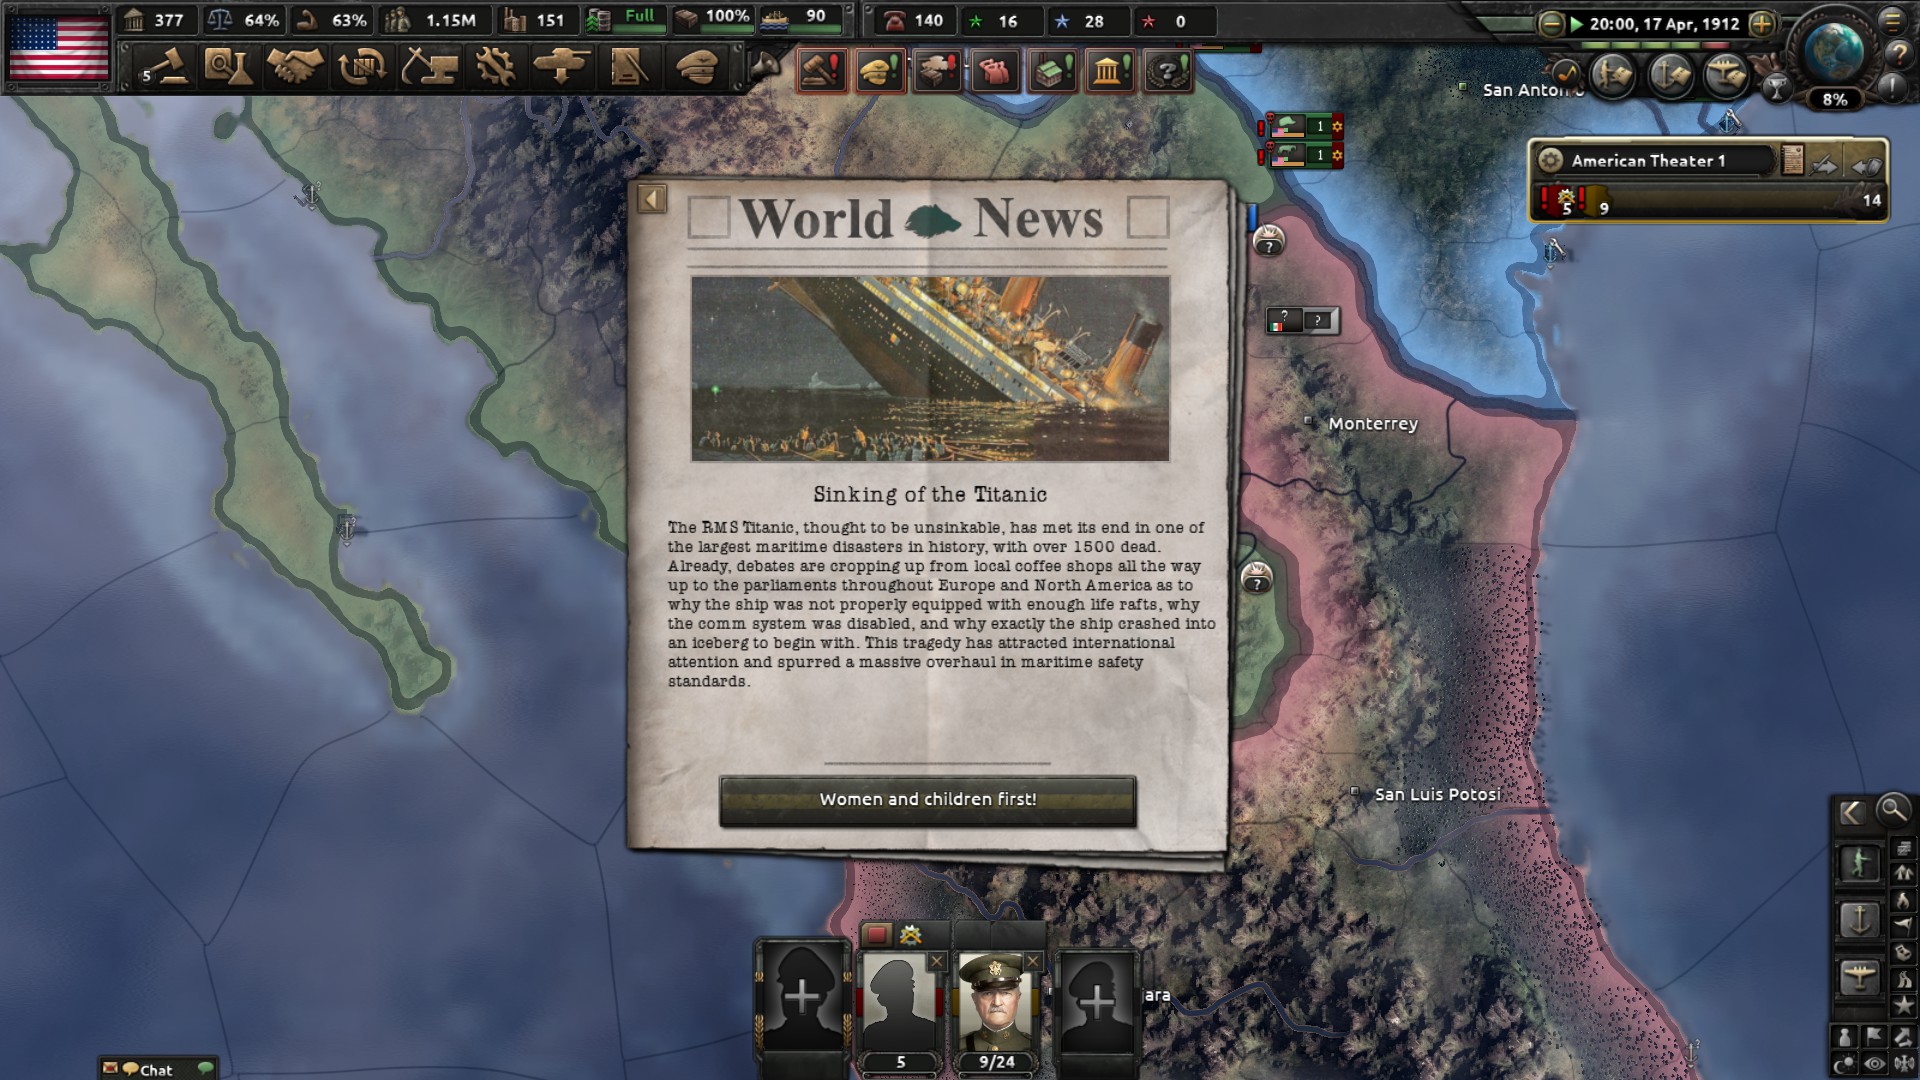 377
64%
63%
1.15M
151
Full
100%
90
140
16
28
0
20:00, 17 Apr, 1912
5
8%
San Anton
1
1
American Theater 1
5
9
14
World News
Sinking of the Titanic
The RMS Titanic, thought to be unsinkable, has met its end in one of
the largest maritime disasters in history, with over 1500 dead.
Already, debates are cropping up from local coffee shops all the way
up to the parliaments throughout Europe and North America as to
why the ship was not properly equipped with enough life rafts, why
the comm system was disabled, and why exactly the ship crashed into
an iceberg to begin with. This tragedy has attracted international
attention and spurred a massive overhaul in maritime safety
standards.
Women and children first!
?
? ?
Monterrey
?
San Luis Potosi
ara
5
9/24
Chat